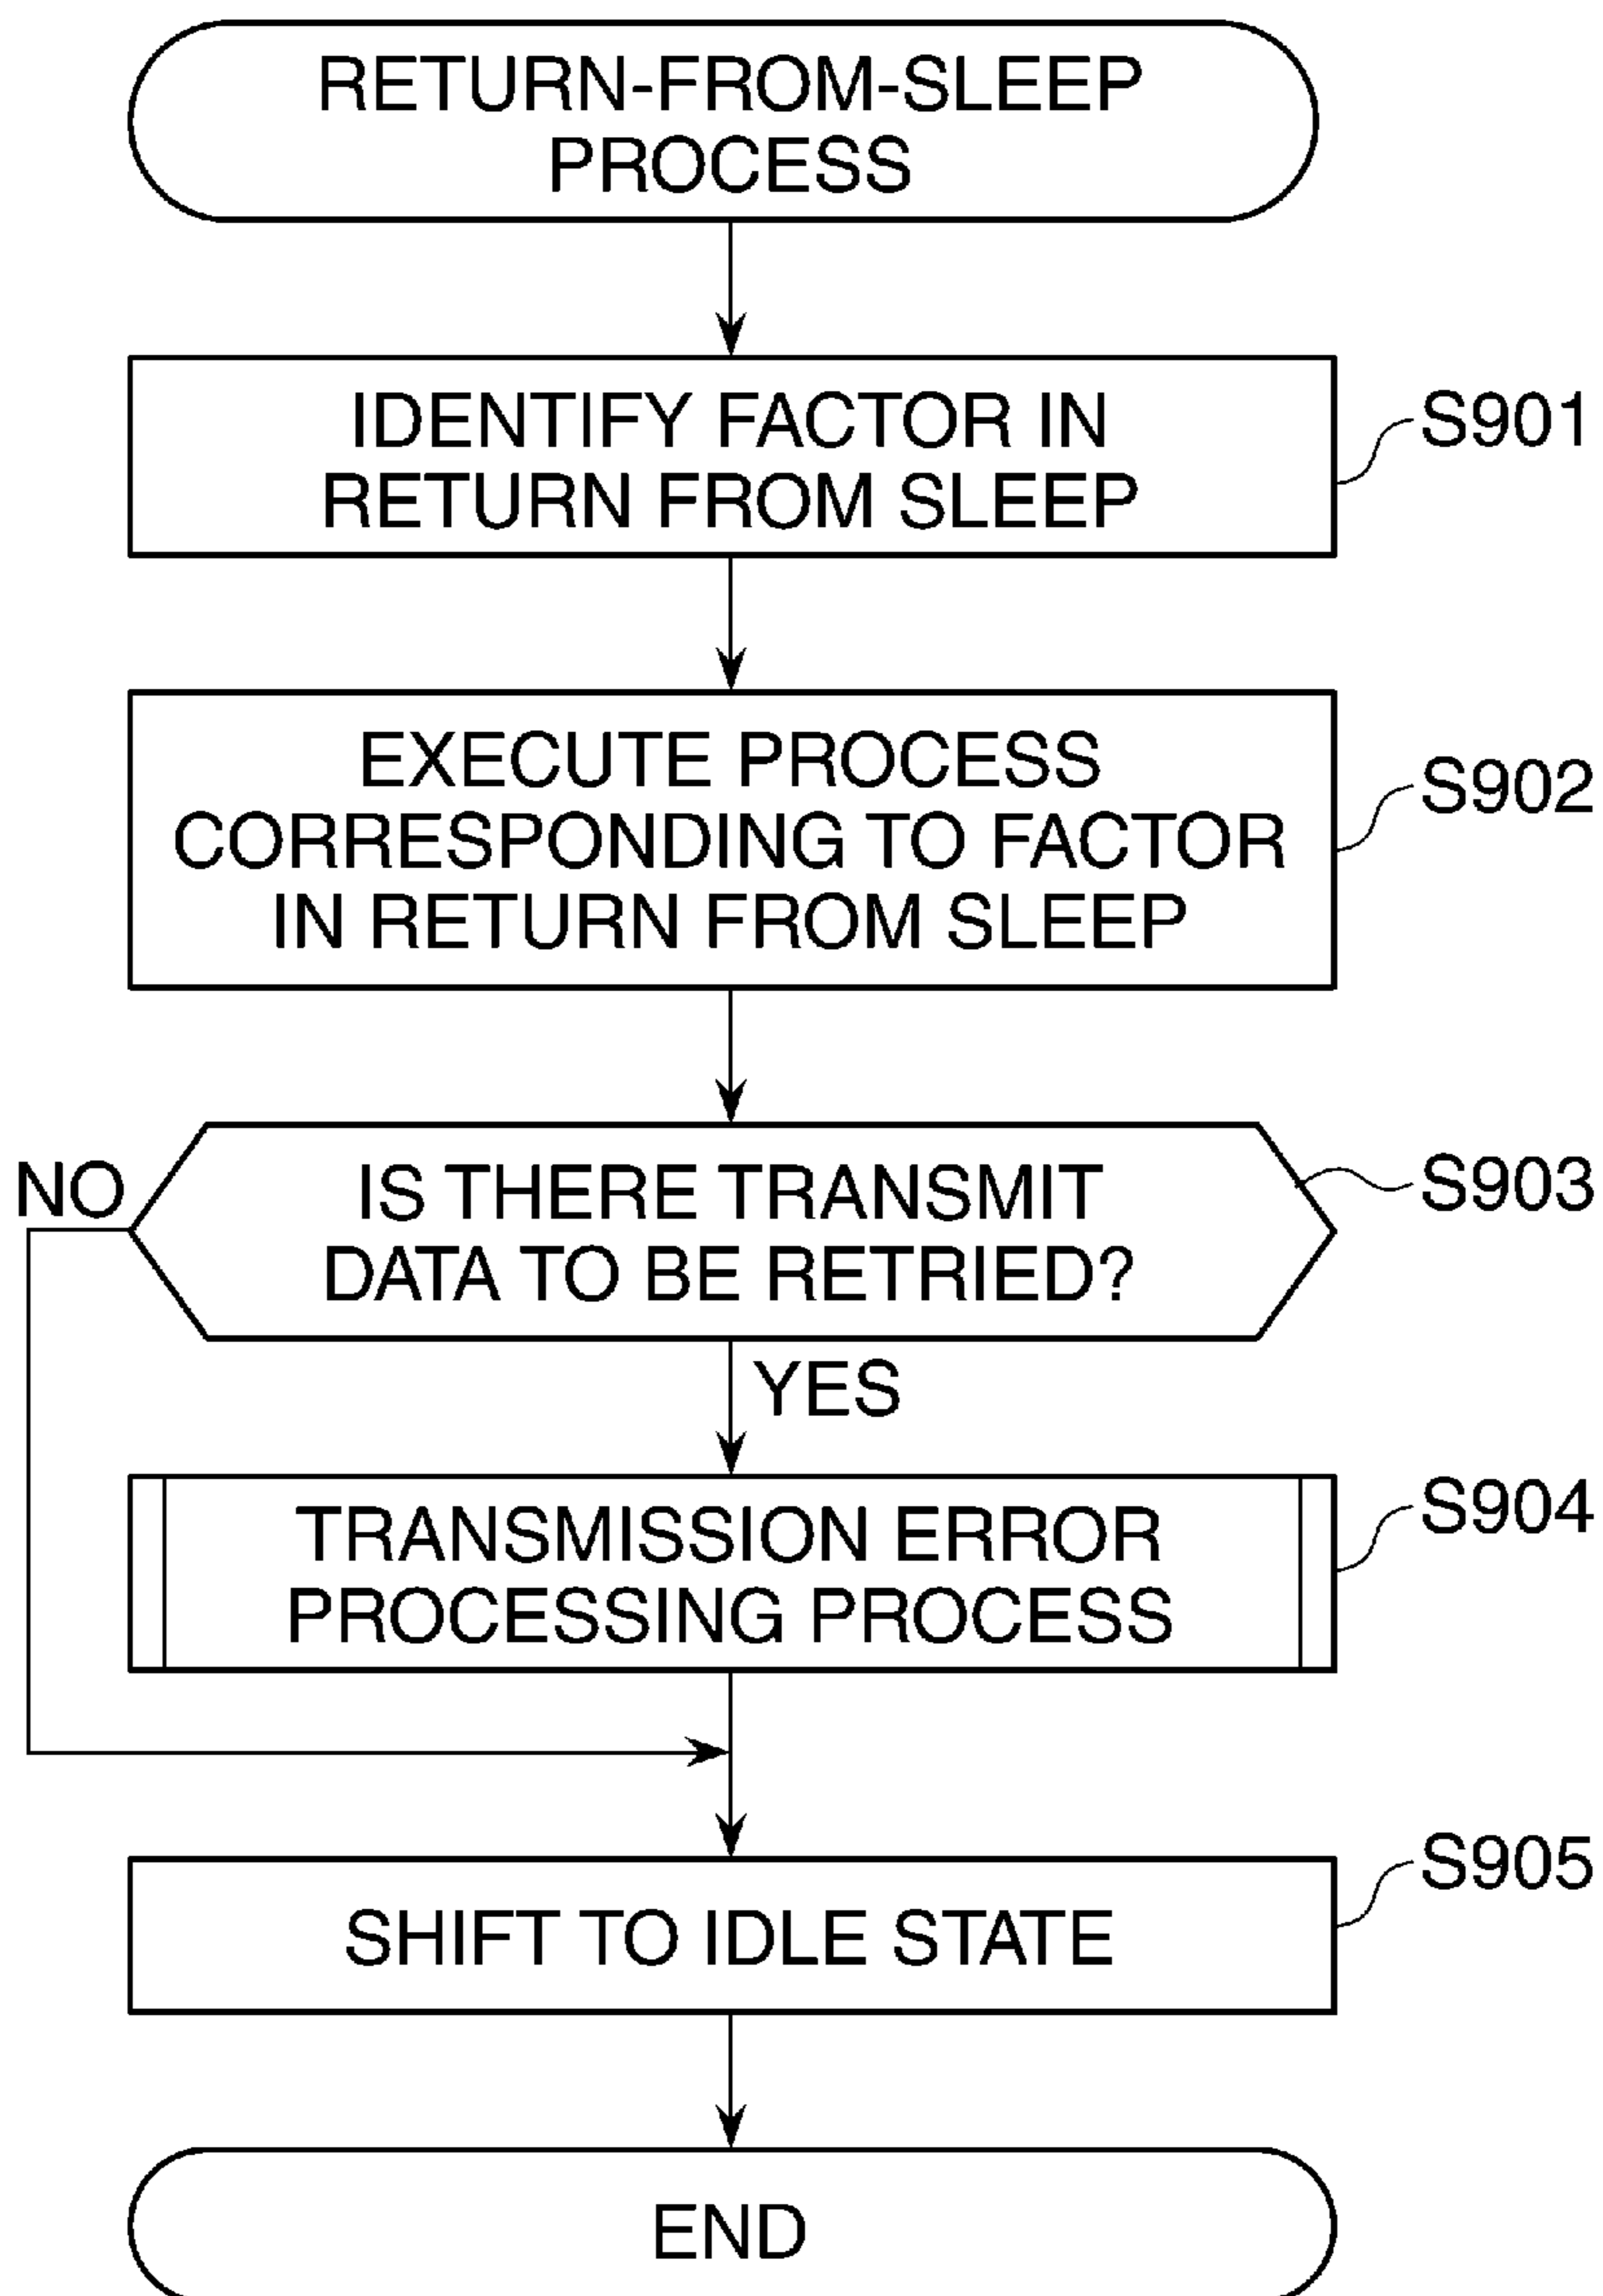 RETURN-FROM-SLEEP
PROCESS
IDENTIFY FACTOR IN
RETURN FROM SLEEP
S901
EXECUTE PROCESS
CORRESPONDING TO FACTOR
IN RETURN FROM SLEEP
S902
NO
IS THERE TRANSMIT
DATA TO BE RETRIED?
S903
YES
TRANSMISSION ERROR
PROCESSING PROCESS
S904
SHIFT TO IDLE STATE
S905
END